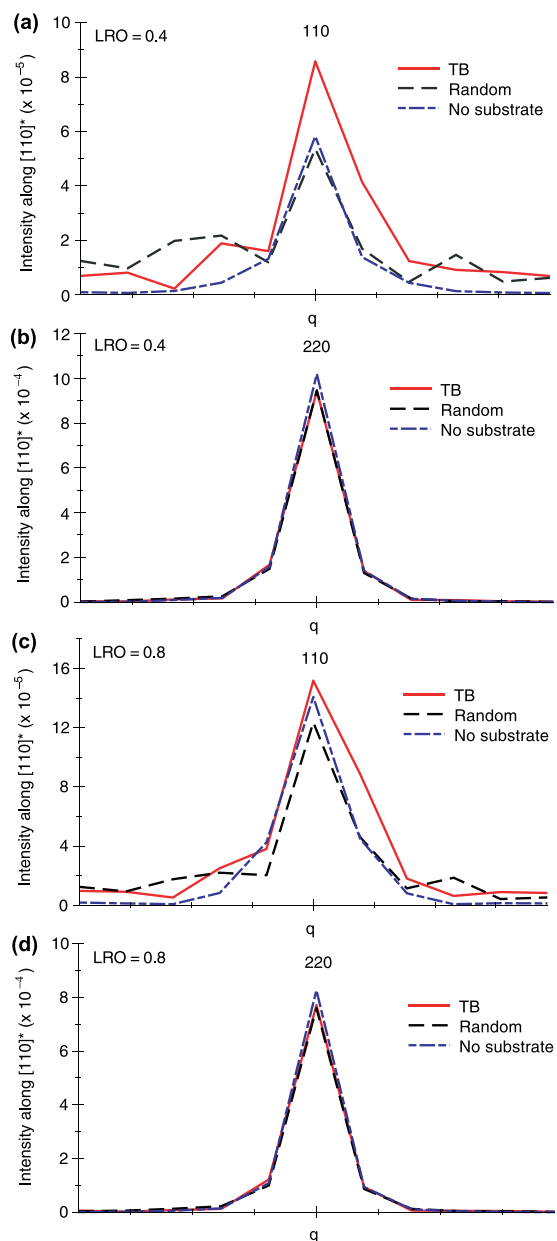 (a)
Intensity along [110]* (x 10⁻⁵)
10
8
6
4
2
0
LRO = 0.4
110
TB
Random
No substrate
q
(b)
Intensity along [110]* (x 10⁻⁴)
12
10
8
6
4
2
0
LRO = 0.4
220
TB
Random
No substrate
q
(c)
Intensity along [110]* (x 10⁻⁵)
16
12
8
4
0
LRO = 0.8
110
TB
Random
No substrate
q
(d)
Intensity along [110]* (x 10⁻⁴)
10
8
6
4
2
0
LRO = 0.8
220
TB
Random
No substrate
q